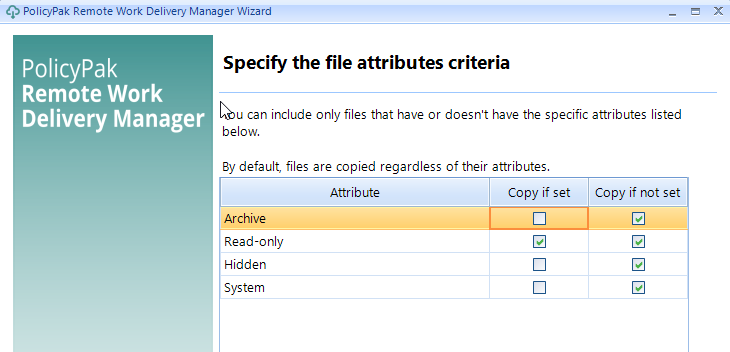 PolicyPak Remote Work Delivery Manager Wizard
PolicyPak
Remote Work
Delivery Manager
Specify the file attributes criteria
You can include only files that have or doesn't have the specific attributes listed
below.
By default, files are copied regardless of their attributes.
Attribute Copy if set Copy if not set
Archive
Read-only
Hidden
System